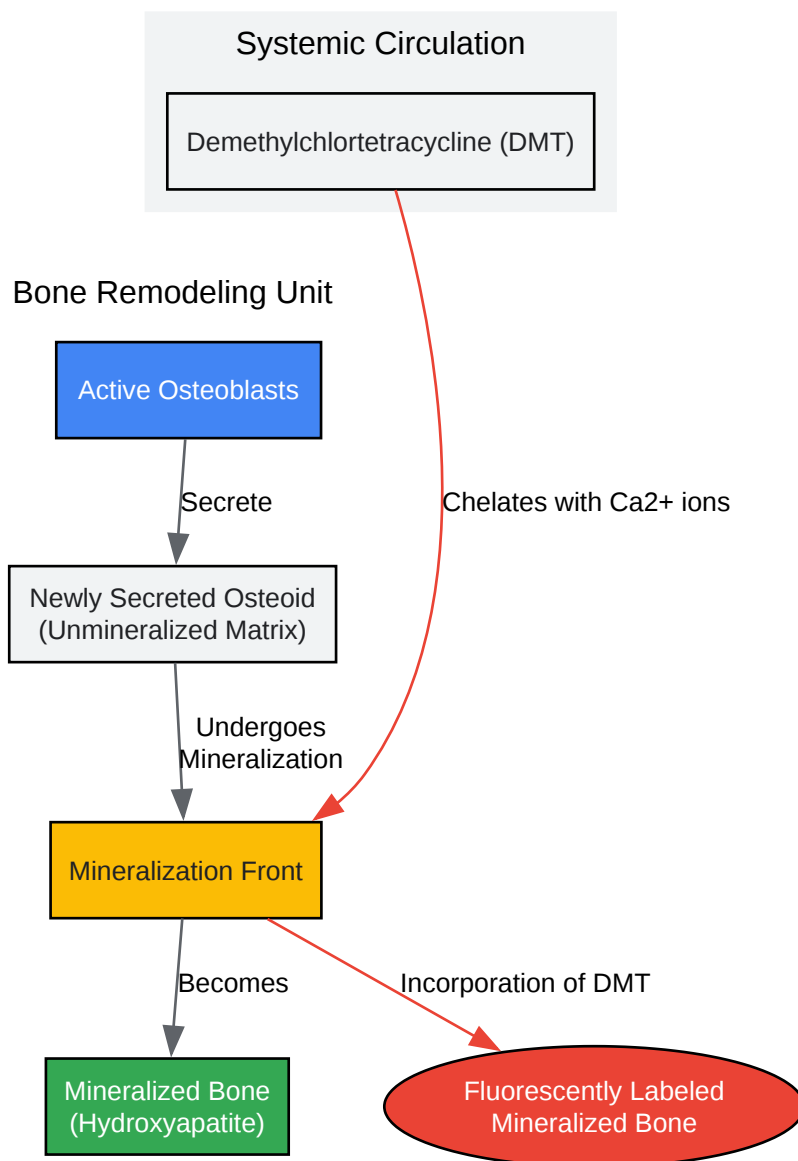 Systemic Circulation
Demethylchlortetracycline (DMT)
Bone Remodeling Unit
Active Osteoblasts
Secrete
Chelates with Ca2+ ions
Newly Secreted Osteoid
(Unmineralized Matrix)
Undergoes
Mineralization
Mineralization Front
Becomes
Incorporation of DMT
Mineralized Bone
(Hydroxyapatite)
Fluorescently Labeled
Mineralized Bone